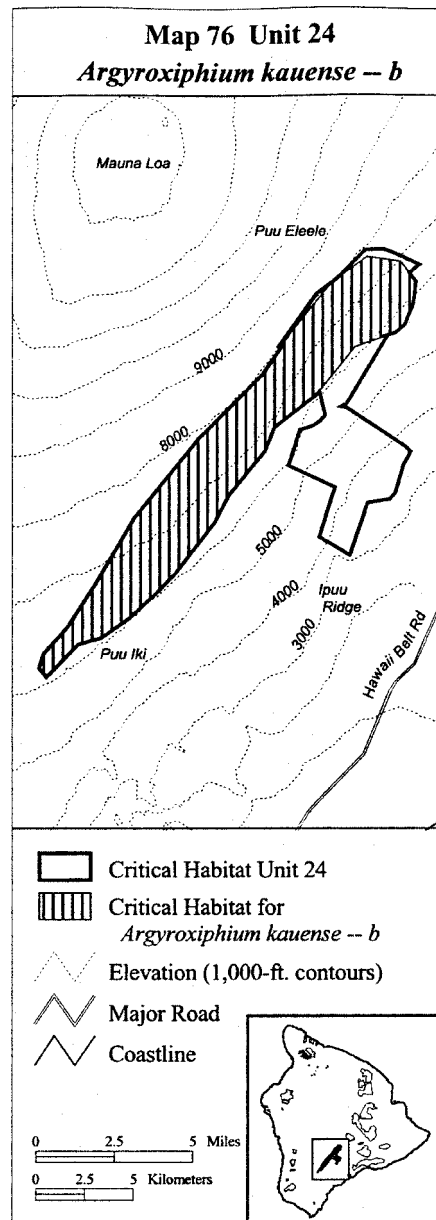 Map 76 Unit 24
Argyroxiphium kauense -- b
Mauna Loa
Puu Eleele
9000
8000
5000
4000
Ipuu
Ridge
3000
Puu Iki
Hawaii Belt Rd
Critical Habitat Unit 24
Critical Habitat for
Argyroxiphium kauense -- b
Elevation (1,000-ft. contours)
Major Road
Coastline
0 2.5 5 Miles
0 2.5 5 Kilometers